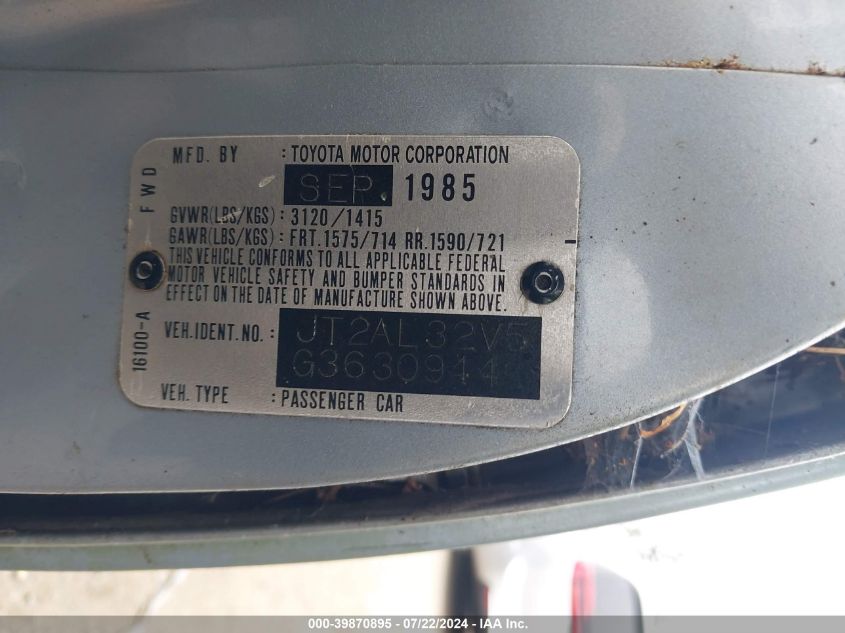 MFD. BY : TOYOTA MOTOR CORPORATION
SEP. 1985
GVWR(LBS/KGS) : 3120/1415
GAWR(LBS/KGS) : FRT.1575/714 RR.1590/721
THIS VEHICLE CONFORMS TO ALL APPLICABLE FEDERAL
MOTOR VEHICLE SAFETY AND BUMPER STANDARDS IN
EFFECT ON THE DATE OF MANUFACTURE SHOWN ABOVE.
VEH.IDENT.NO. : JT2AL32V5
G3630944
VEH. TYPE : PASSENGER CAR
FWD
16100-A
000-39870895 - 07/22/2024 - IAA Inc.